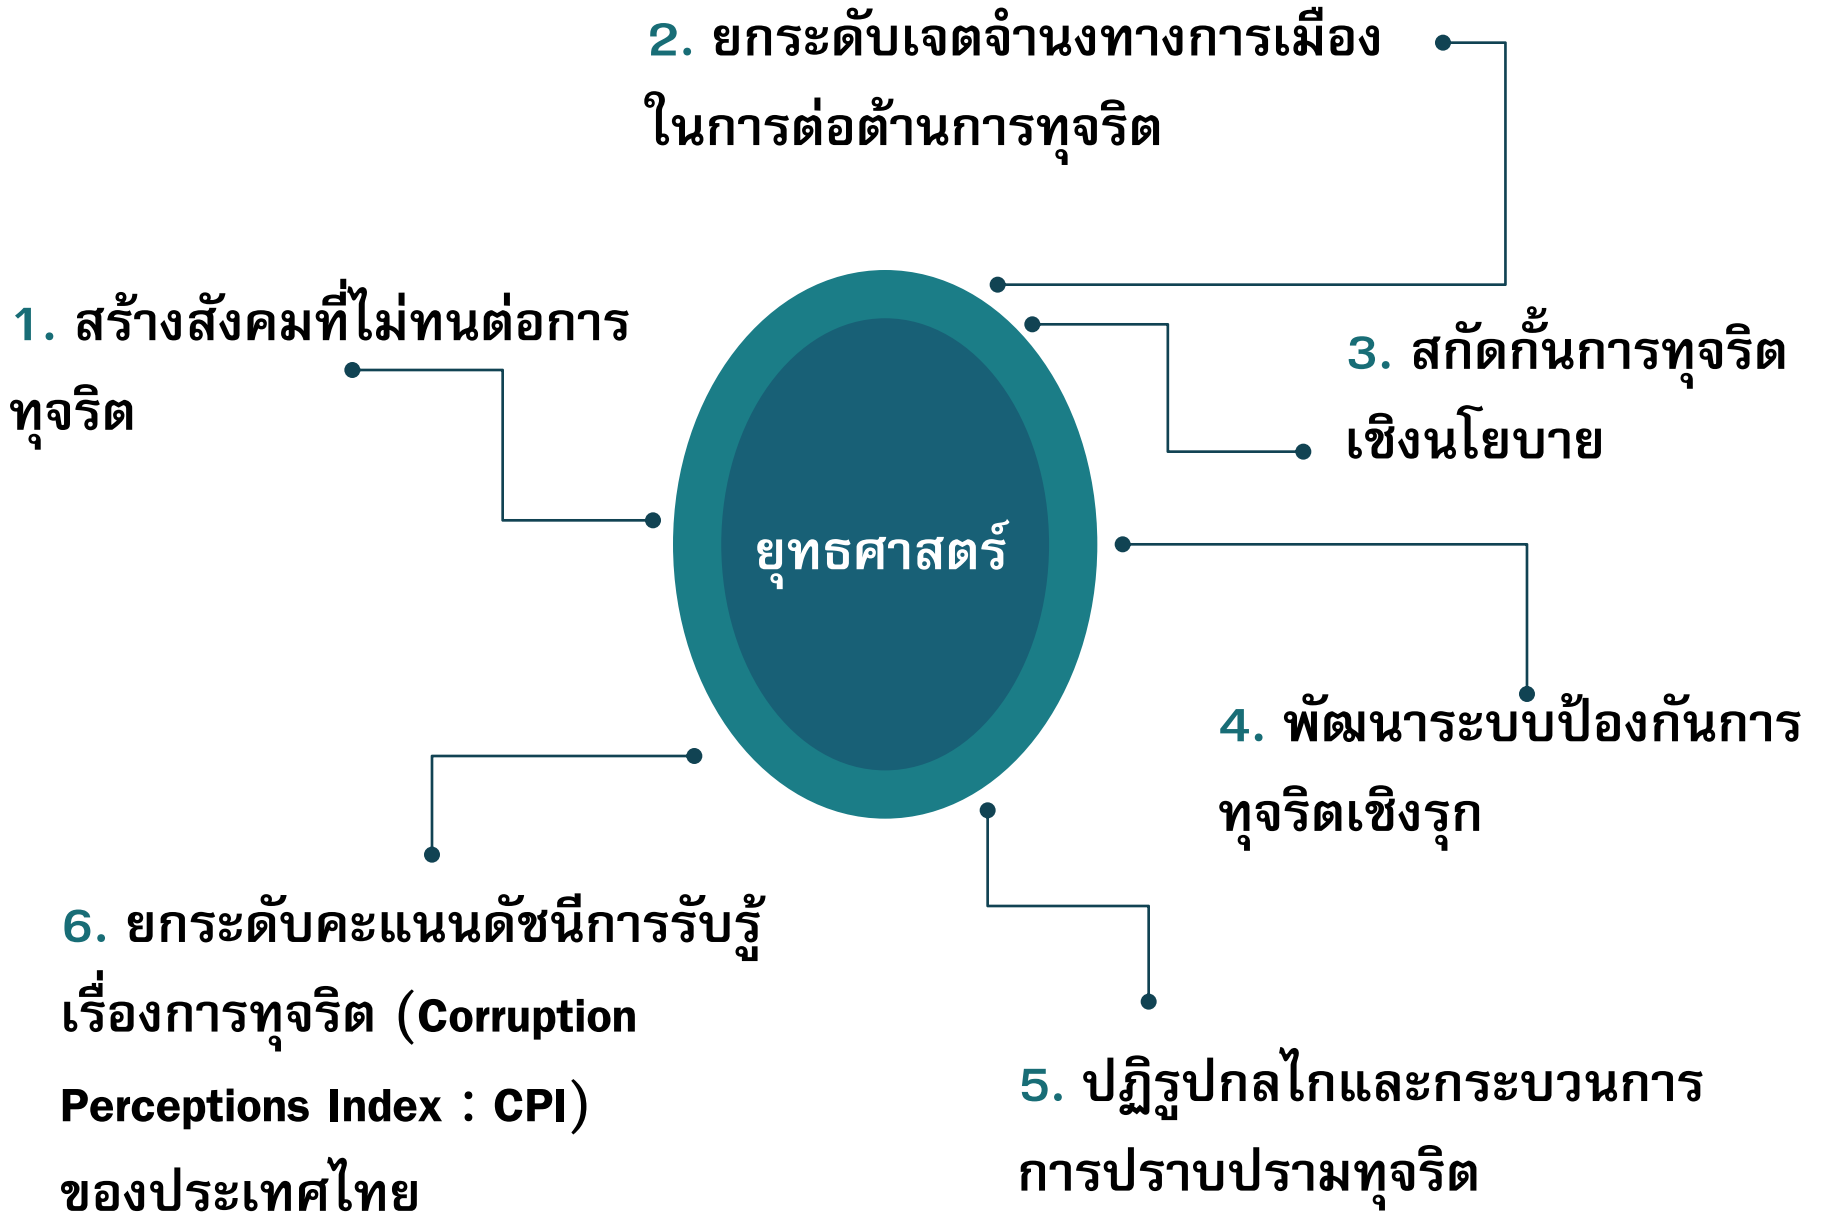 2. ยกระดับเจตจำนงทางการเมือง
ในการต่อต้านการทุจริต
1. สร้างสังคมที่ไม่ทนต่อการ
ทุจริต
3. สกัดกั้นการทุจริต
เชิงนโยบาย
ยุทธศาสตร์
4. พัฒนาระบบป้องกันการ
ทุจริตเชิงรุก
6. ยกระดับคะแนนดัชนีการรับรู้
เรื่องการทุจริต (Corruption
Perceptions Index : CPI)
ของประเทศไทย
5. ปฏิรูปกลไกและกระบวนการ
การปราบปรามทุจริต